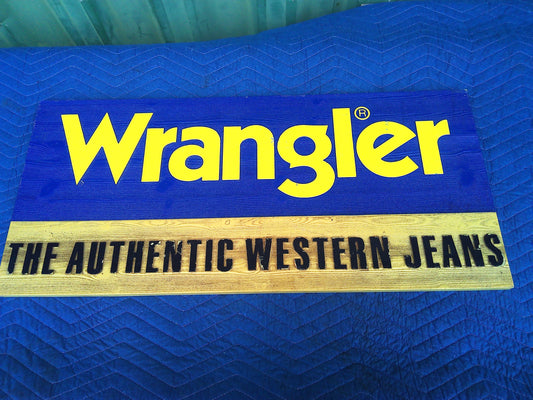 Wrangler®
THE AUTHENTIC WESTERN JEANS